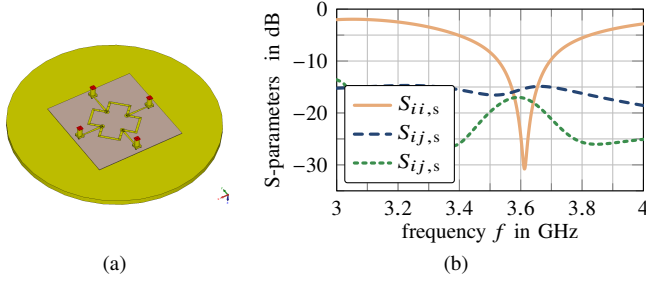 0
−10
−20
−30
S-parameters in dB
S_{ii,s}
S_{ij,s}
S_{ij,s}
3 3.2 3.4 3.6 3.8 4
frequency f in GHz
(a) (b)